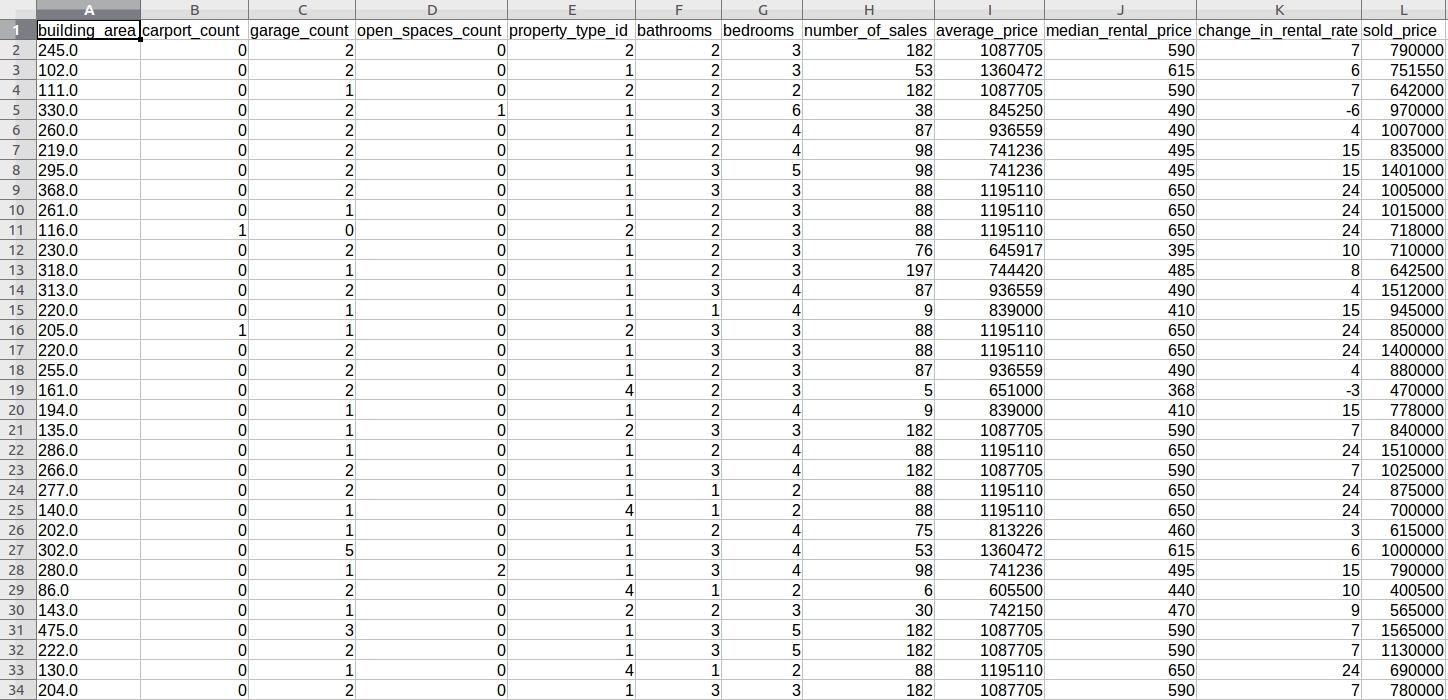 A B C D E F G H I J K L
1 building_area carport_count garage_count open_spaces_count property_type_id bathrooms bedrooms number_of_sales average_price median_rental_price change_in_rental_rate sold_price
2 245.0 0 2 0 2 2 3 182 1087705 590 7 790000
3 102.0 0 2 0 1 2 3 53 1360472 615 6 751550
4 111.0 0 1 0 2 2 2 182 1087705 590 7 642000
5 330.0 0 2 1 1 3 6 38 845250 490 -6 970000
6 260.0 0 2 0 1 2 4 87 936559 490 4 1007000
7 219.0 0 2 0 1 2 4 98 741236 495 15 835000
8 295.0 0 2 0 1 3 5 98 741236 495 15 1401000
9 368.0 0 2 0 1 3 3 88 1195110 650 24 1005000
10 261.0 0 1 0 1 2 3 88 1195110 650 24 1015000
11 116.0 1 0 0 2 2 3 88 1195110 650 24 718000
12 230.0 0 2 0 1 2 3 76 645917 395 10 710000
13 318.0 0 1 0 1 2 3 197 744420 485 8 642500
14 313.0 0 2 0 1 3 4 87 936559 490 4 1512000
15 220.0 0 1 0 1 1 4 9 839000 410 15 945000
16 205.0 1 1 0 2 3 3 88 1195110 650 24 850000
17 220.0 0 2 0 1 3 3 88 1195110 650 24 1400000
18 255.0 0 2 0 1 2 3 87 936559 490 4 880000
19 161.0 0 2 0 4 2 3 5 651000 368 -3 470000
20 194.0 0 1 0 1 2 4 9 839000 410 15 778000
21 135.0 0 1 0 2 3 3 182 1087705 590 7 840000
22 286.0 0 1 0 1 2 4 88 1195110 650 24 1510000
23 266.0 0 2 0 1 3 4 182 1087705 590 7 1025000
24 277.0 0 2 0 1 1 2 88 1195110 650 24 875000
25 140.0 0 1 0 4 1 2 88 1195110 650 24 700000
26 202.0 0 1 0 1 2 4 75 813226 460 3 615000
27 302.0 0 5 0 1 3 4 53 1360472 615 6 1000000
28 280.0 0 1 2 1 3 4 98 741236 495 15 790000
29 86.0 0 2 0 4 1 2 6 605500 440 10 400500
30 143.0 0 1 0 2 2 3 30 742150 470 9 565000
31 475.0 0 3 0 1 3 5 182 1087705 590 7 1565000
32 222.0 0 2 0 1 3 5 182 1087705 590 7 1130000
33 130.0 0 1 0 4 1 2 88 1195110 650 24 690000
34 204.0 0 2 0 1 3 3 182 1087705 590 7 780000